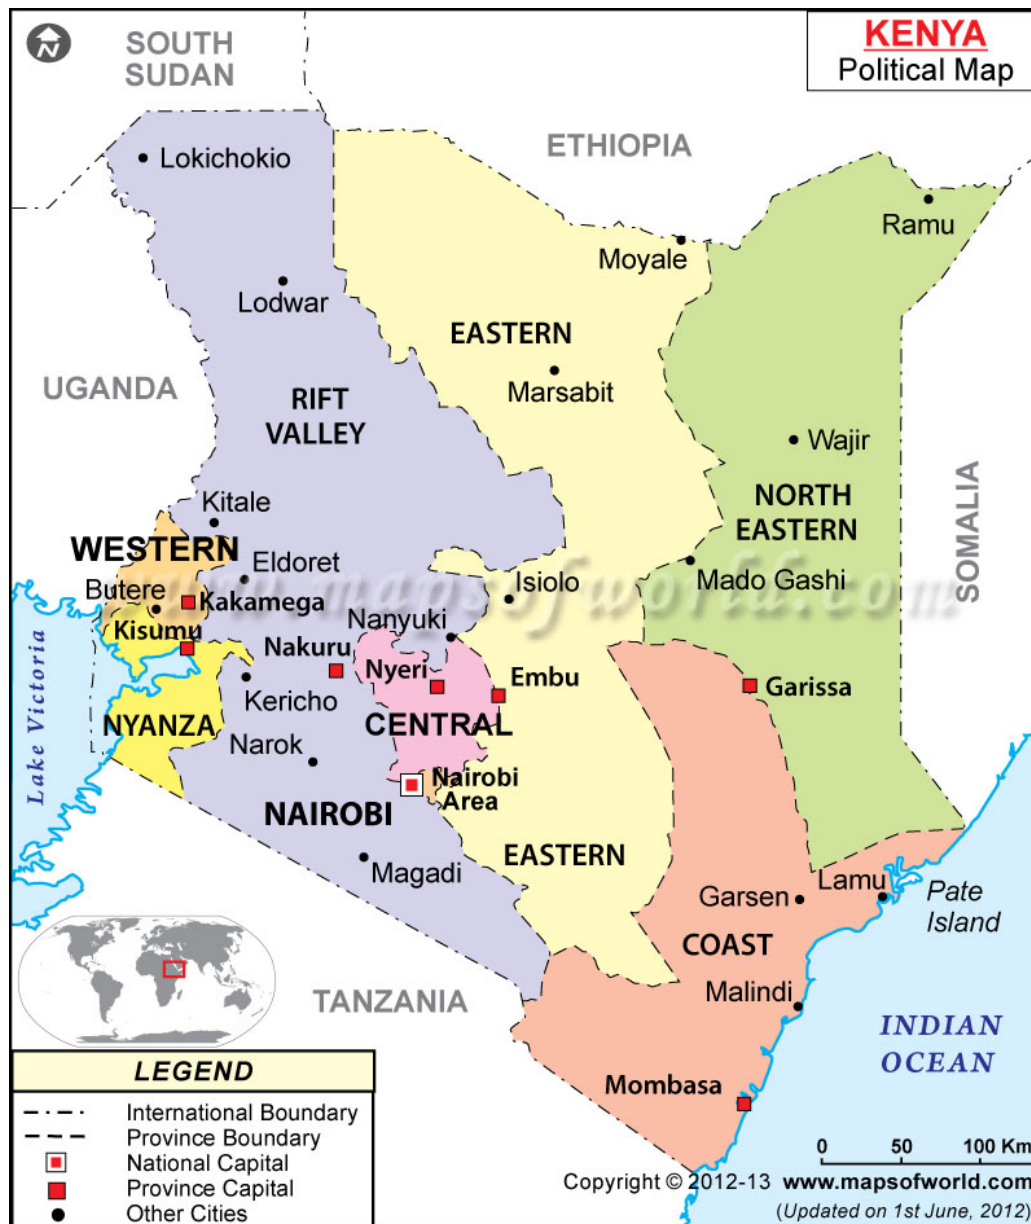 N
SOUTH
SUDAN
KENYA
Political Map
ETHIOPIA
Lokichokio
Ramu
Moyale
Lodwar
EASTERN
UGANDA
Marsabit
RIFT
VALLEY
Wajir
SOMALIA
NORTH
EASTERN
Kitale
WESTERN
Eldoret
www.mapsofworld.com
Isiolo
Mado Gashi
Butere
Kakamega
Kisumu
Nanyuki
Nakuru
Nyeri
Embu
Garissa
Kericho
Lake Victoria
NYANZA
CENTRAL
Narok
Nairobi
Area
NAIROBI
EASTERN
Magadi
Garsen
Lamu
Pate
Island
COAST
TANZANIA
Malindi
INDIAN
OCEAN
Mombasa
LEGEND
International Boundary
Province Boundary
National Capital
Province Capital
Other Cities
0 50 100 Km
Copyright © 2012-13 www.mapsofworld.com
(Updated on 1st June, 2012)